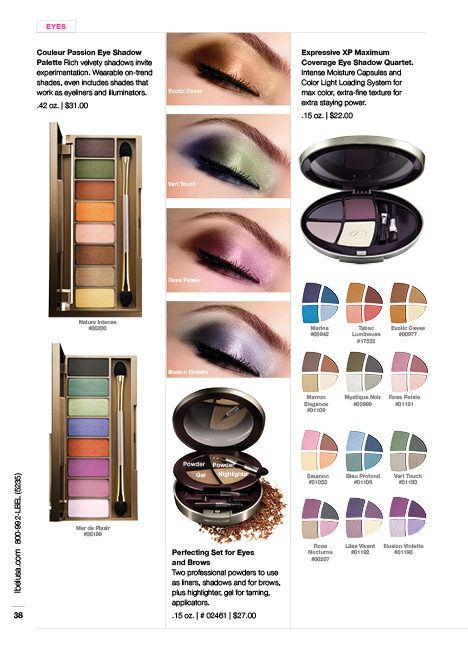 EYES
Couleur Passion Eye Shadow
Palette Rich velvety shadows invite
experimentation. Wearable on-trend
shades, even includes shades that
work as eyeliners and illuminators.
.42 oz. | $31.00
Nature Intense
#00200
Mer de Plaisir
#00199
Exotic Caves
Vert Touch
Rose Petale
Illusion Violette
Powder
Powder
Gel
Highlighter
Perfecting Set for Eyes
and Brows
Two professional powders to use
as liners, shadows and for brows,
plus highlighter, gel for taming,
applicators.
.15 oz. | # 02461 | $27.00
Expressive XP Maximum
Coverage Eye Shadow Quartet.
Intense Moisture Capsules and
Color Light Loading System for
max color, extra-fine texture for
extra staying power.
.15 oz. | $22.00
Marina
#00942
Tabac
Lumineuse
#17552
Exotic Caves
#00977
Marron
Elegance
#01109
Mystique Noir
#00999
Rose Petale
#01191
Saumon
#01053
Bleu Profond
#01106
Vert Touch
#01193
Rose
Nocturne
#00207
Lilas Vivant
#01192
Illusion Violette
#01190
lbelusa.com 800-992-LBEL (5235)
38